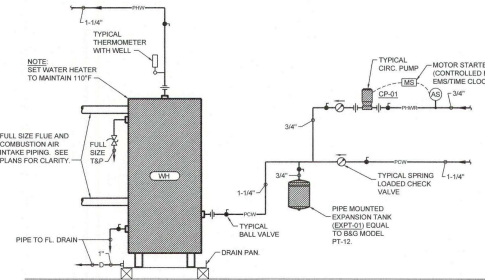 PHW
1-1/4"
TYPICAL
THERMOMETER
WITH WELL
NOTE:
SET WATER HEATER
TO MAINTAIN 110°F
FULL SIZE FLUE AND
COMBUSTION AIR
INTAKE PIPING. SEE
PLANS FOR CLARITY.
FULL
SIZE
T&P
WH
PIPE TO FL. DRAIN
1"
DRAIN PAN.
TYPICAL
BALL VALVE
PCW
1-1/4"
3/4"
3/4"
PIPE MOUNTED
EXPANSION TANK
(EXPT-01) EQUAL
TO B&G MODEL
PT-12.
TYPICAL SPRING
LOADED CHECK
VALVE
PCW
1-1/4"
TYPICAL
CIRC. PUMP
CP-01
MS
AS
MOTOR STARTE
(CONTROLLED
EMS/TIME CLOC
PHWR
3/4"